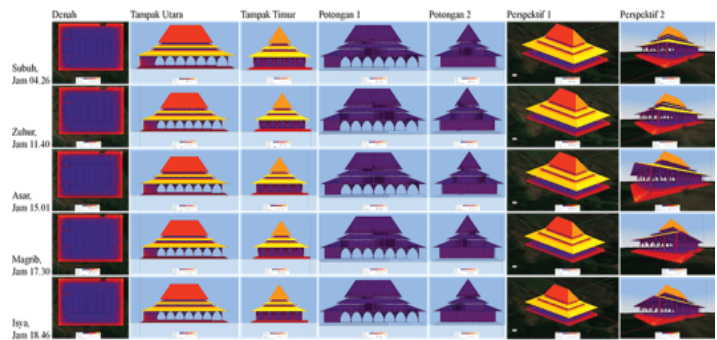 Denah Tampak Utara Tampak Timur Potongan 1 Potongan 2 Perspektif 1 Perspektif 2
Subuh,
Jam 04.26
Zuhur,
Jam 11.40
Asar,
Jam 15.01
Magrib,
Jam 17.30
Isya,
Jam 18.46